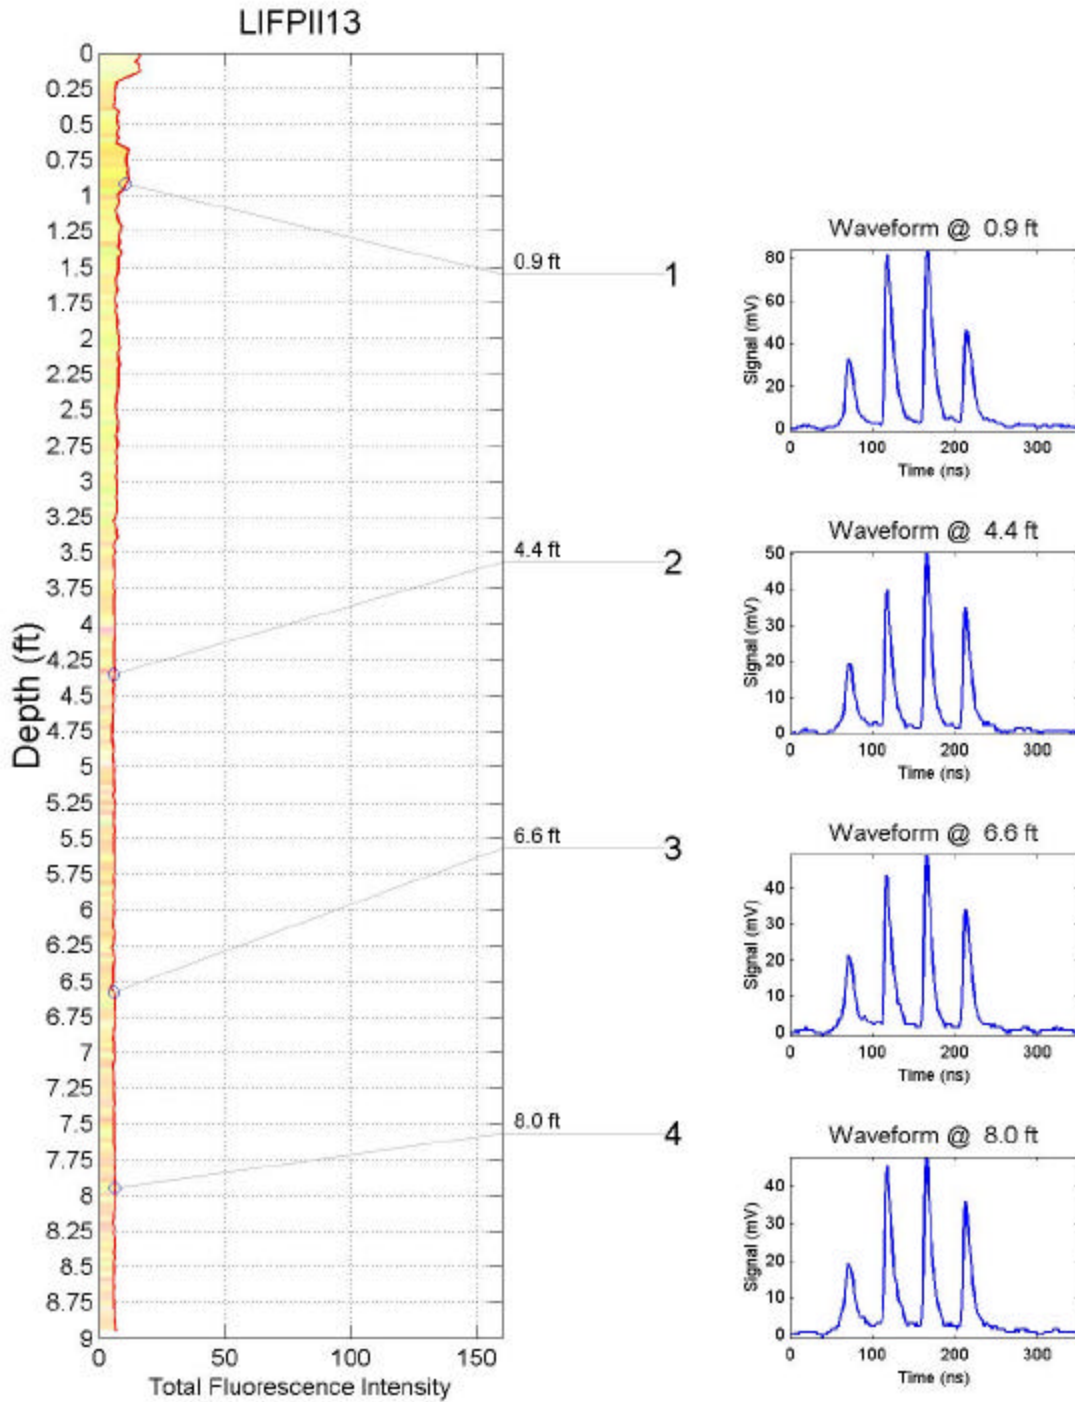 LIFPII13
0
0.25
0.5
0.75
1
1.25
1.5
1.75
2
2.25
2.5
2.75
3
3.25
3.5
3.75
4
4.25
4.5
4.75
5
5.25
5.5
5.75
6
6.25
6.5
6.75
7
7.25
7.5
7.75
8
8.25
8.5
8.75
9
Depth (ft)
0 50 100 150
Total Fluorescence Intensity
0.9 ft 1
4.4 ft 2
6.6 ft 3
8.0 ft 4
Waveform @ 0.9 ft
80
60
40
20
0
Signal (mV)
0 100 200 300
Time (ns)
Waveform @ 4.4 ft
50
40
30
20
10
0
Signal (mV)
0 100 200 300
Time (ns)
Waveform @ 6.6 ft
40
30
20
10
0
Signal (mV)
0 100 200 300
Time (ns)
Waveform @ 8.0 ft
40
30
20
10
0
Signal (mV)
0 100 200 300
Time (ns)